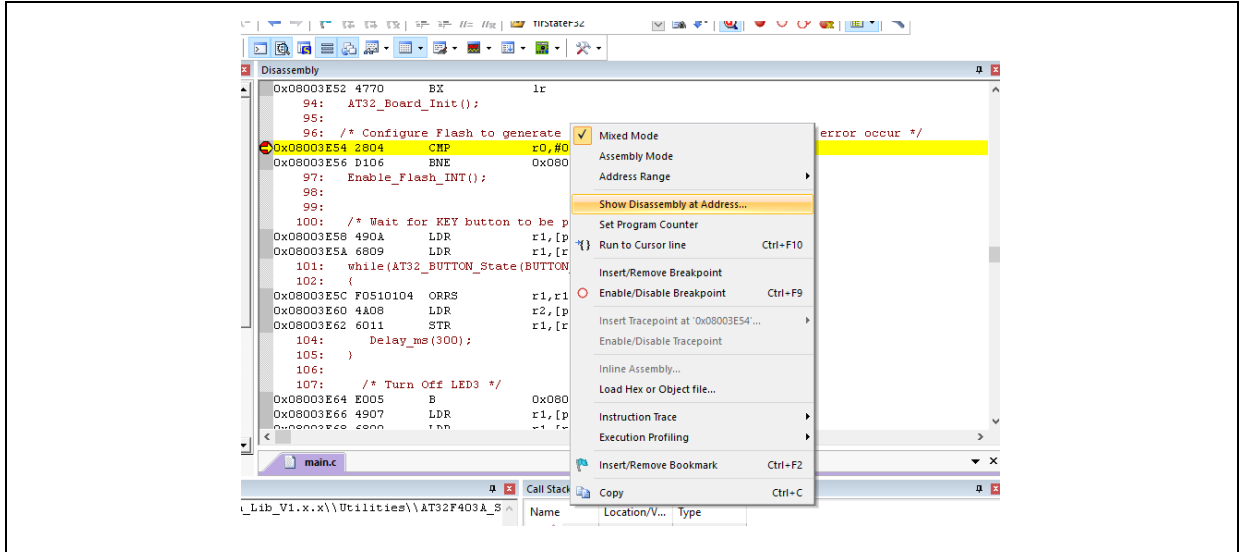 firStateF32
Disassembly
0x08003E52 4770 BX lr
94: AT32_Board_Init();
95:
96: /* Configure Flash to generate error occur */
0x08003E54 2804 CMP r0,#0
0x08003E56 D106 BNE 0x080
97: Enable_Flash_INT();
98:
99:
100: /* Wait for KEY button to be p
0x08003E58 490A LDR r1,[p
0x08003E5A 6809 LDR r1,[r
101: while(AT32_BUTTON_State(BUTTON
102: {
0x08003E5C F0510104 ORRS r1,r1
0x08003E60 4A08 LDR r2,[p
0x08003E62 6011 STR r1,[r
104: Delay_ms(300);
105: }
106:
107: /* Turn Off LED3 */
0x08003E64 E005 B 0x080
0x08003E66 4907 LDR r1,[p
0x08003E68 6800 LDR r1,[r
Mixed Mode
Assembly Mode
Address Range
Show Disassembly at Address...
Set Program Counter
Run to Cursor line Ctrl+F10
Insert/Remove Breakpoint
Enable/Disable Breakpoint Ctrl+F9
Insert Tracepoint at '0x08003E54'...
Enable/Disable Tracepoint
Inline Assembly...
Load Hex or Object file...
Instruction Trace
Execution Profiling
Insert/Remove Bookmark Ctrl+F2
Copy Ctrl+C
main.c
Call Stack
_Lib_V1.x.x\\Utilities\\AT32F403A_S
Name Location/V... Type